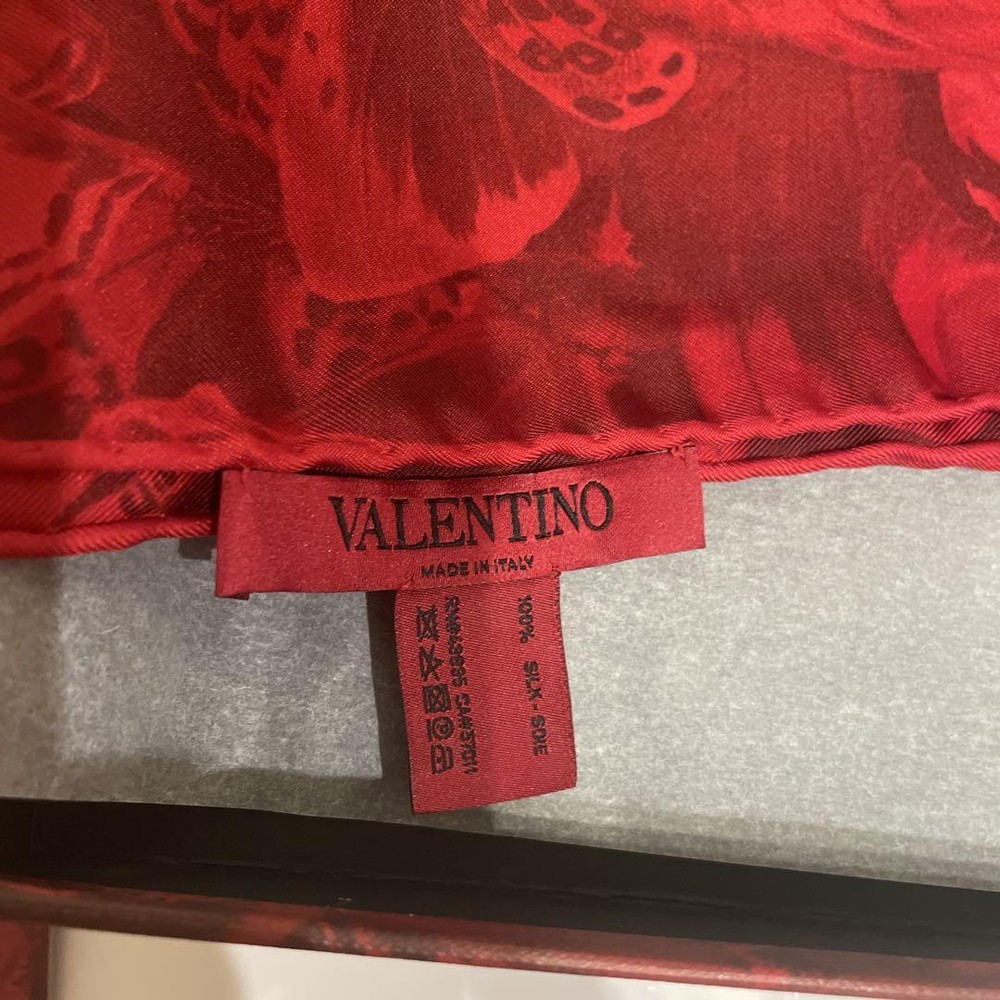 VALENTINO
MADE IN ITALY
100% SILK - SOIE